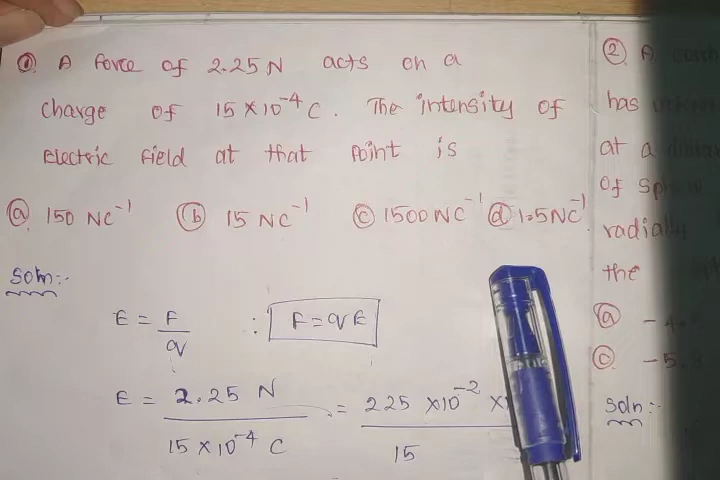 ① A force of 2.25 N acts on a
charge of 15 × 10⁻⁴ C. The intensity of
Electric field at that point is
ⓐ 150 NC⁻¹ ⓑ 15 NC⁻¹ ⓒ 1500 NC⁻¹ ⓓ 1.5 NC⁻¹
Soln:-
E = F/q : F = qE
E = 2.25 N / 15 × 10⁻⁴ C = 225 × 10⁻² × / 15
② A
has
at a
of
radially
the
ⓐ
ⓒ
Soln:-